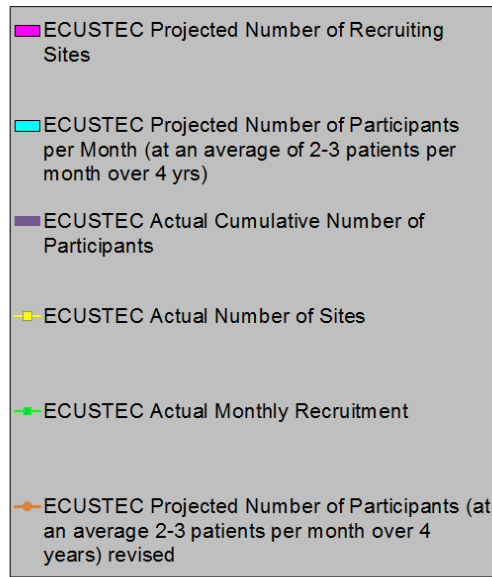 ECUSTEC Projected Number of Recruiting
Sites
ECUSTEC Projected Number of Participants
per Month (at an average of 2-3 patients per
month over 4 yrs)
ECUSTEC Actual Cumulative Number of
Participants
ECUSTEC Actual Number of Sites
ECUSTEC Actual Monthly Recruitment
ECUSTEC Projected Number of Participants (at
an average 2-3 patients per month over 4
years) revised